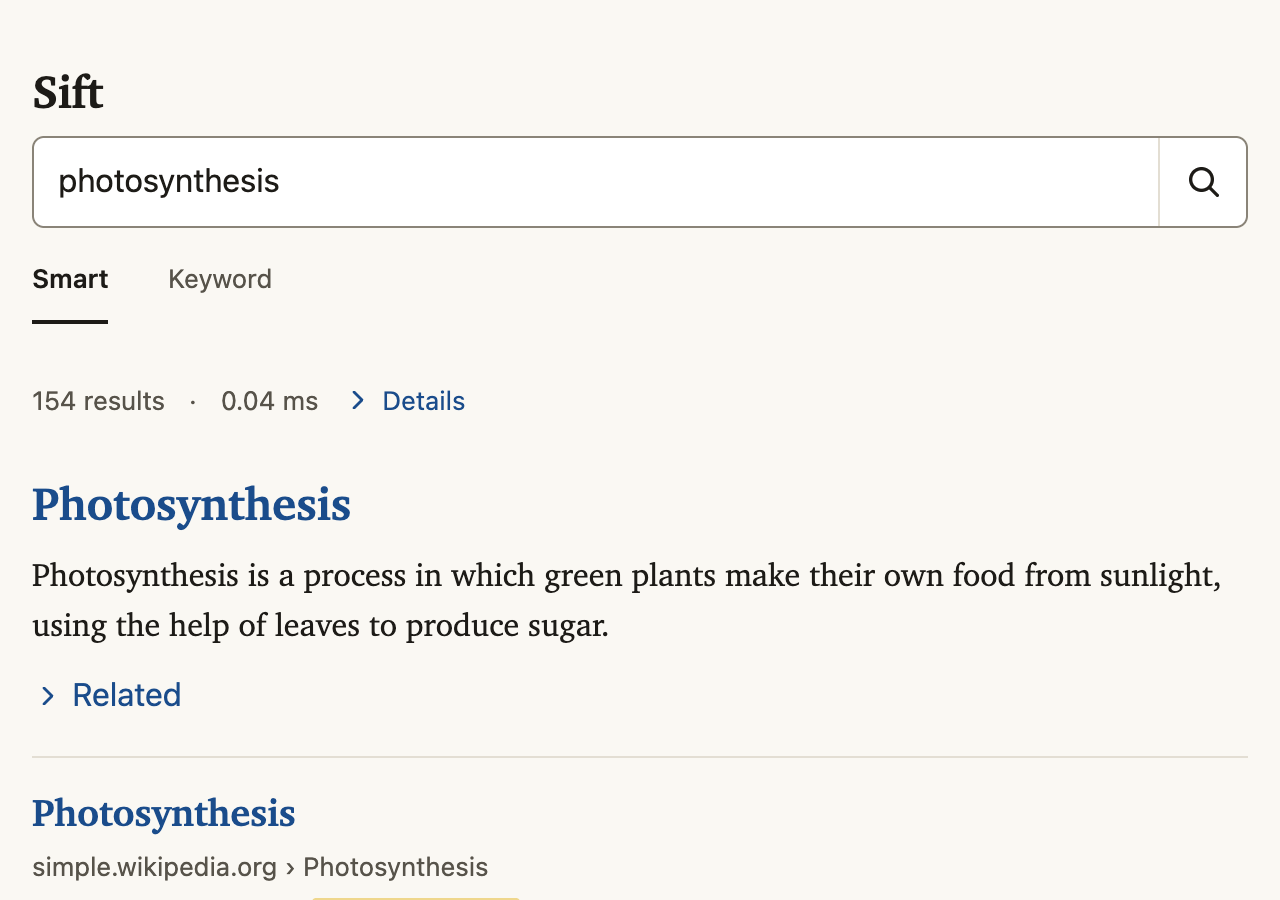 Sift
photosynthesis
Smart Keyword
154 results · 0.04 ms › Details
Photosynthesis
Photosynthesis is a process in which green plants make their own food from sunlight,
using the help of leaves to produce sugar.
› Related
Photosynthesis
simple.wikipedia.org › Photosynthesis